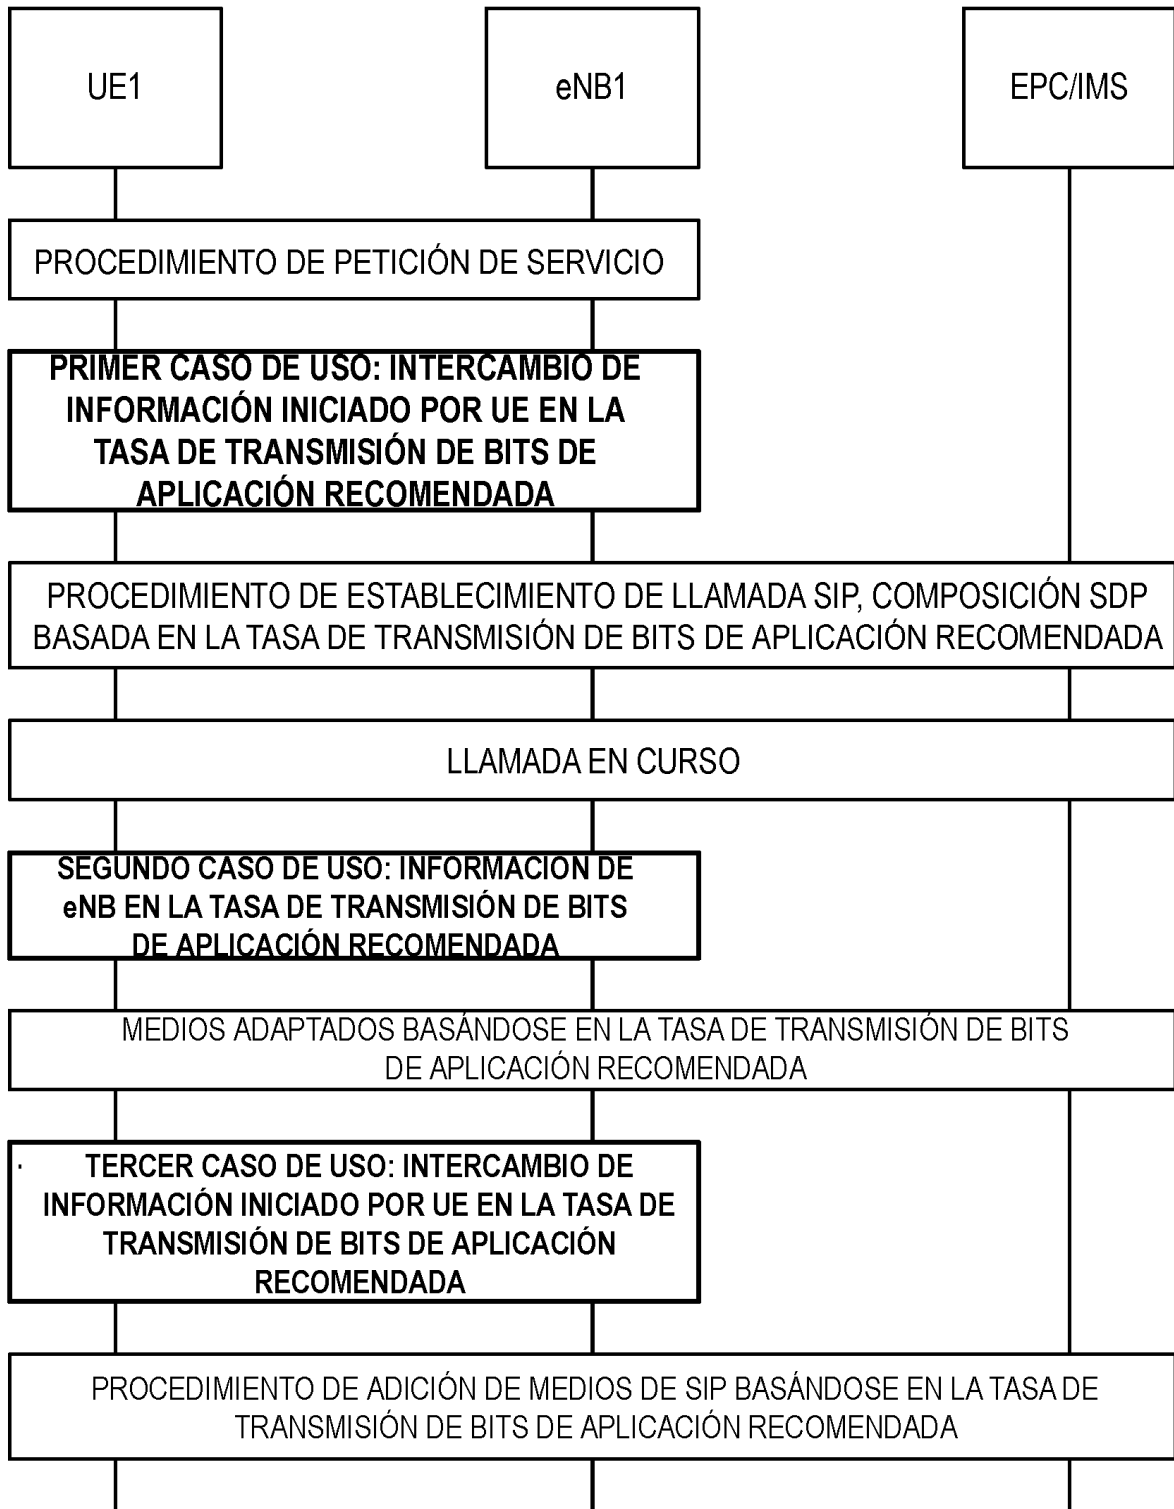 UE1
eNB1
EPC/IMS
PROCEDIMIENTO DE PETICIÓN DE SERVICIO
PRIMER CASO DE USO: INTERCAMBIO DE
INFORMACIÓN INICIADO POR UE EN LA
TASA DE TRANSMISIÓN DE BITS DE
APLICACIÓN RECOMENDADA
PROCEDIMIENTO DE ESTABLECIMIENTO DE LLAMADA SIP, COMPOSICIÓN SDP
BASADA EN LA TASA DE TRANSMISIÓN DE BITS DE APLICACIÓN RECOMENDADA
LLAMADA EN CURSO
SEGUNDO CASO DE USO: INFORMACION DE
eNB EN LA TASA DE TRANSMISIÓN DE BITS
DE APLICACIÓN RECOMENDADA
MEDIOS ADAPTADOS BASÁNDOSE EN LA TASA DE TRANSMISIÓN DE BITS
DE APLICACIÓN RECOMENDADA
TERCER CASO DE USO: INTERCAMBIO DE
INFORMACIÓN INICIADO POR UE EN LA TASA DE
TRANSMISIÓN DE BITS DE APLICACIÓN
RECOMENDADA
PROCEDIMIENTO DE ADICIÓN DE MEDIOS DE SIP BASÁNDOSE EN LA TASA DE
TRANSMISIÓN DE BITS DE APLICACIÓN RECOMENDADA